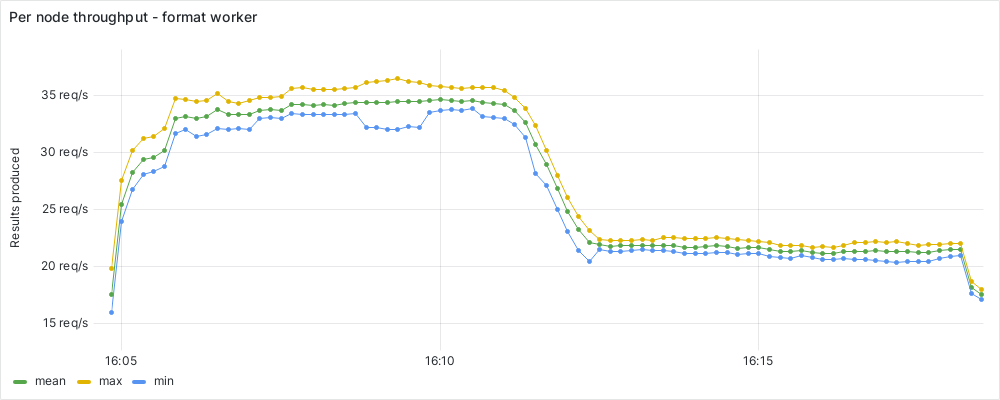 Per node throughput - format worker
Results produced
35 req/s
30 req/s
25 req/s
20 req/s
15 req/s
16:05 16:10 16:15
mean max min